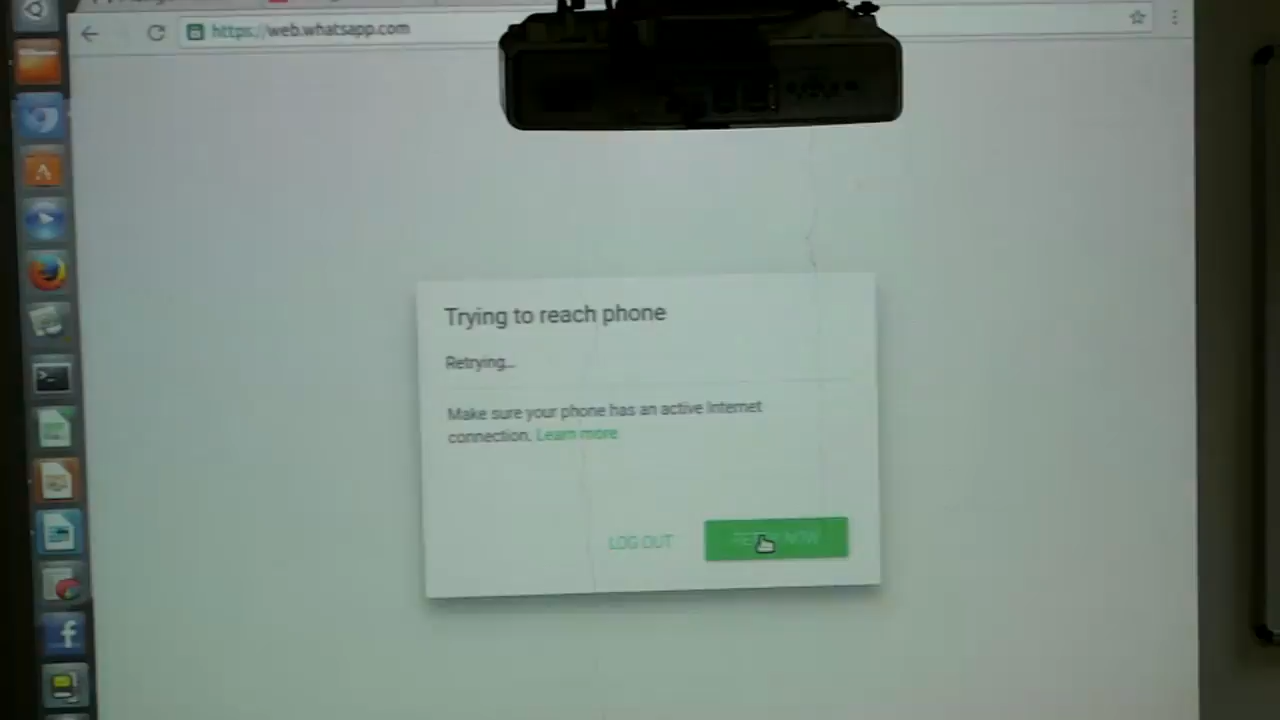 https://web.whatsapp.com
Trying to reach phone
Retrying...
Make sure your phone has an active Internet
connection. Learn more
LOG OUT
NOW